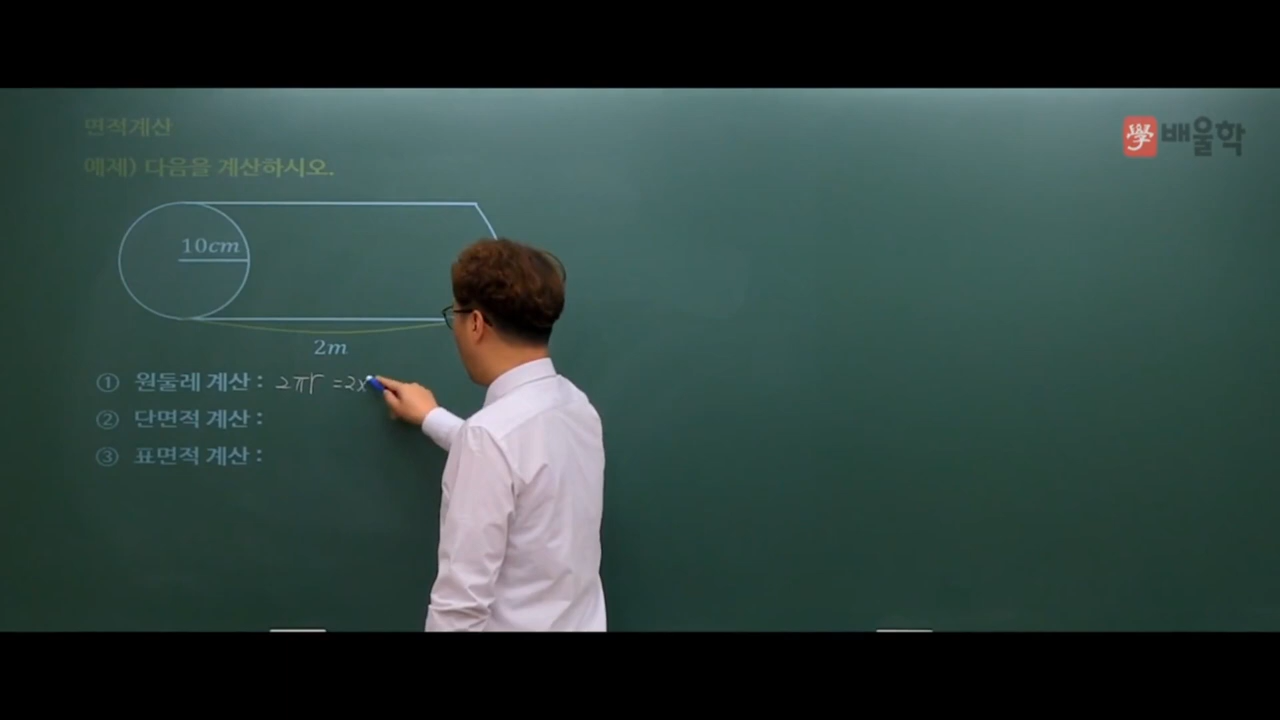 면적계산
學 배울학
예제) 다음을 계산하시오.
10cm
2m
① 원둘레 계산 : 2πr =2x
② 단면적 계산 :
③ 표면적 계산 :